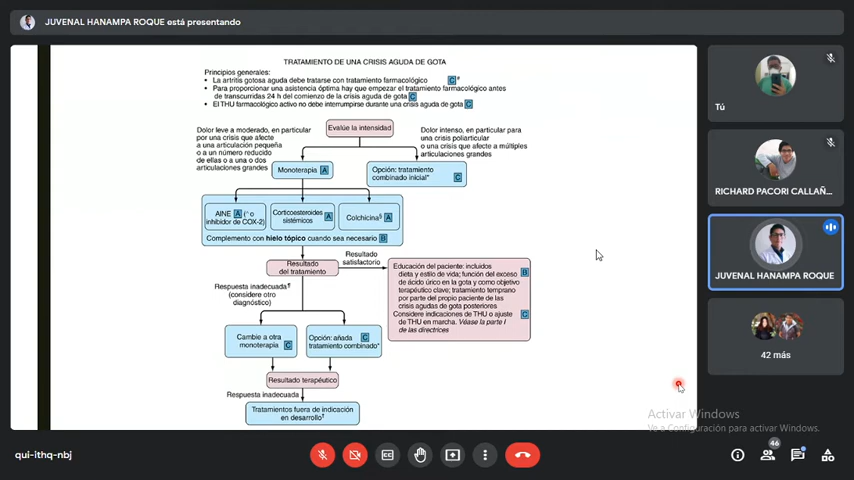 JUVENAL HANAMPA ROQUE está presentando
TRATAMIENTO DE UNA CRISIS AGUDA DE GOTA
Principios generales:
• La artritis gotosa aguda debe tratarse con tratamiento farmacológico C #
• Para proporcionar una asistencia óptima hay que empezar el tratamiento farmacológico antes
de transcurridas 24 h del comienzo de la crisis aguda de gota C
• El THU farmacológico activo no debe interrumpirse durante una crisis aguda de gota C
Evalúe la intensidad
Dolor leve a moderado, en particular
por una crisis que afecte
a una articulación pequeña
o a un número reducido
de ellas o a una o dos
articulaciones grandes
Dolor intenso, en particular para
una crisis poliarticular
o una crisis que afecte a múltiples
articulaciones grandes
Monoterapia A
Opción: tratamiento
combinado inicial* C
AINE A (^o
inhibidor de COX-2)
Corticoesteroides
sistémicos A
Colchicina§ A
Complemento con hielo tópico cuando sea necesario B
Resultado
del tratamiento
Resultado
satisfactorio
Educación del paciente: incluidos
dieta y estilo de vida; función del exceso
de ácido úrico en la gota y como objetivo
terapéutico clave; tratamiento temprano
por parte del propio paciente de las
crisis agudas de gota posteriores B
Considere indicaciones de THU o ajuste
de THU en marcha. Véase la parte I
de las directrices C
Respuesta inadecuada¶
(considere otro
diagnóstico)
Cambie a otra
monoterapia C
Opción: añada
tratamiento combinado* C
Resultado terapéutico
Respuesta inadecuada
Tratamientos fuera de indicación
en desarrollo†
Tú
RICHARD PACORI CALLAÑ...
JUVENAL HANAMPA ROQUE
42 más
Activar Windows
Ve a Configuración para activar Windows.
qui-ithq-nbj
CC
46